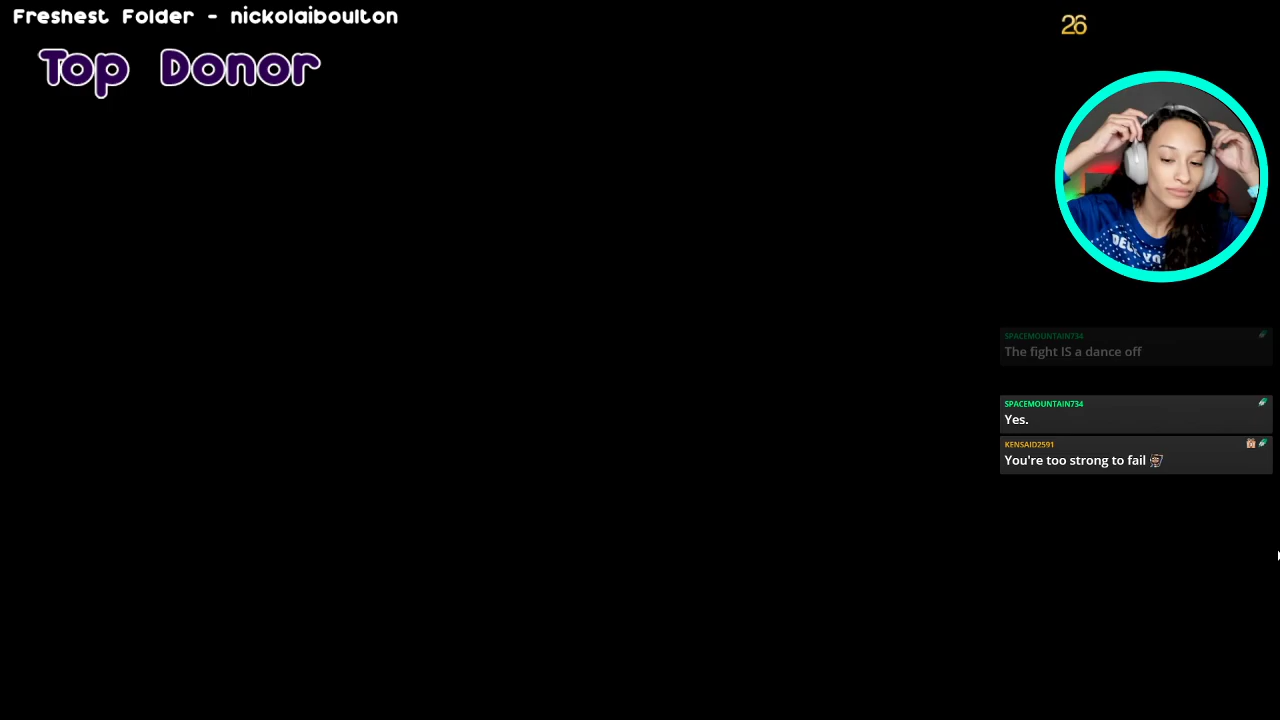 Freshest Folder - nickolaiboulton
26
Top Donor
SPACEMOUNTAIN734
The fight IS a dance off
SPACEMOUNTAIN734
Yes.
KENSAID2591
You're too strong to fail